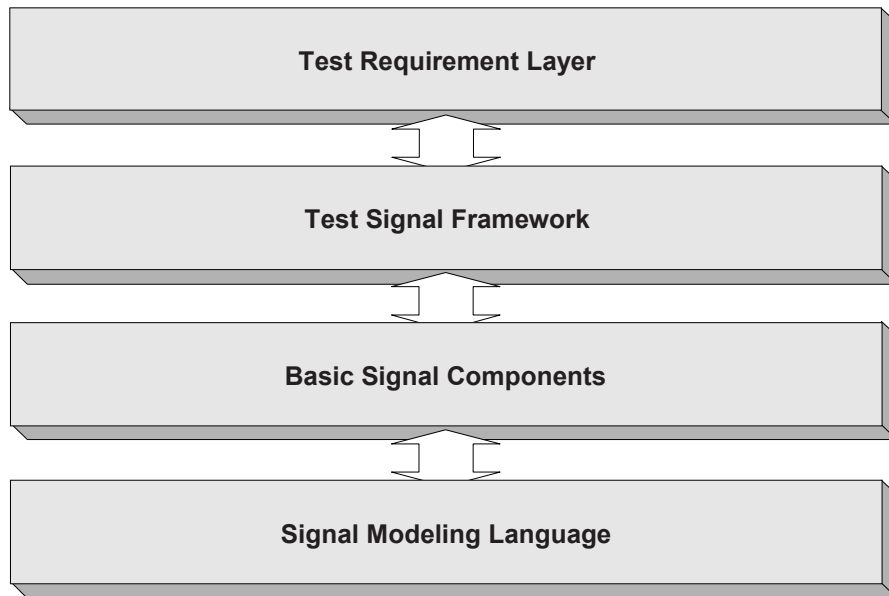 Test Requirement Layer
Test Signal Framework
Basic Signal Components
Signal Modeling Language